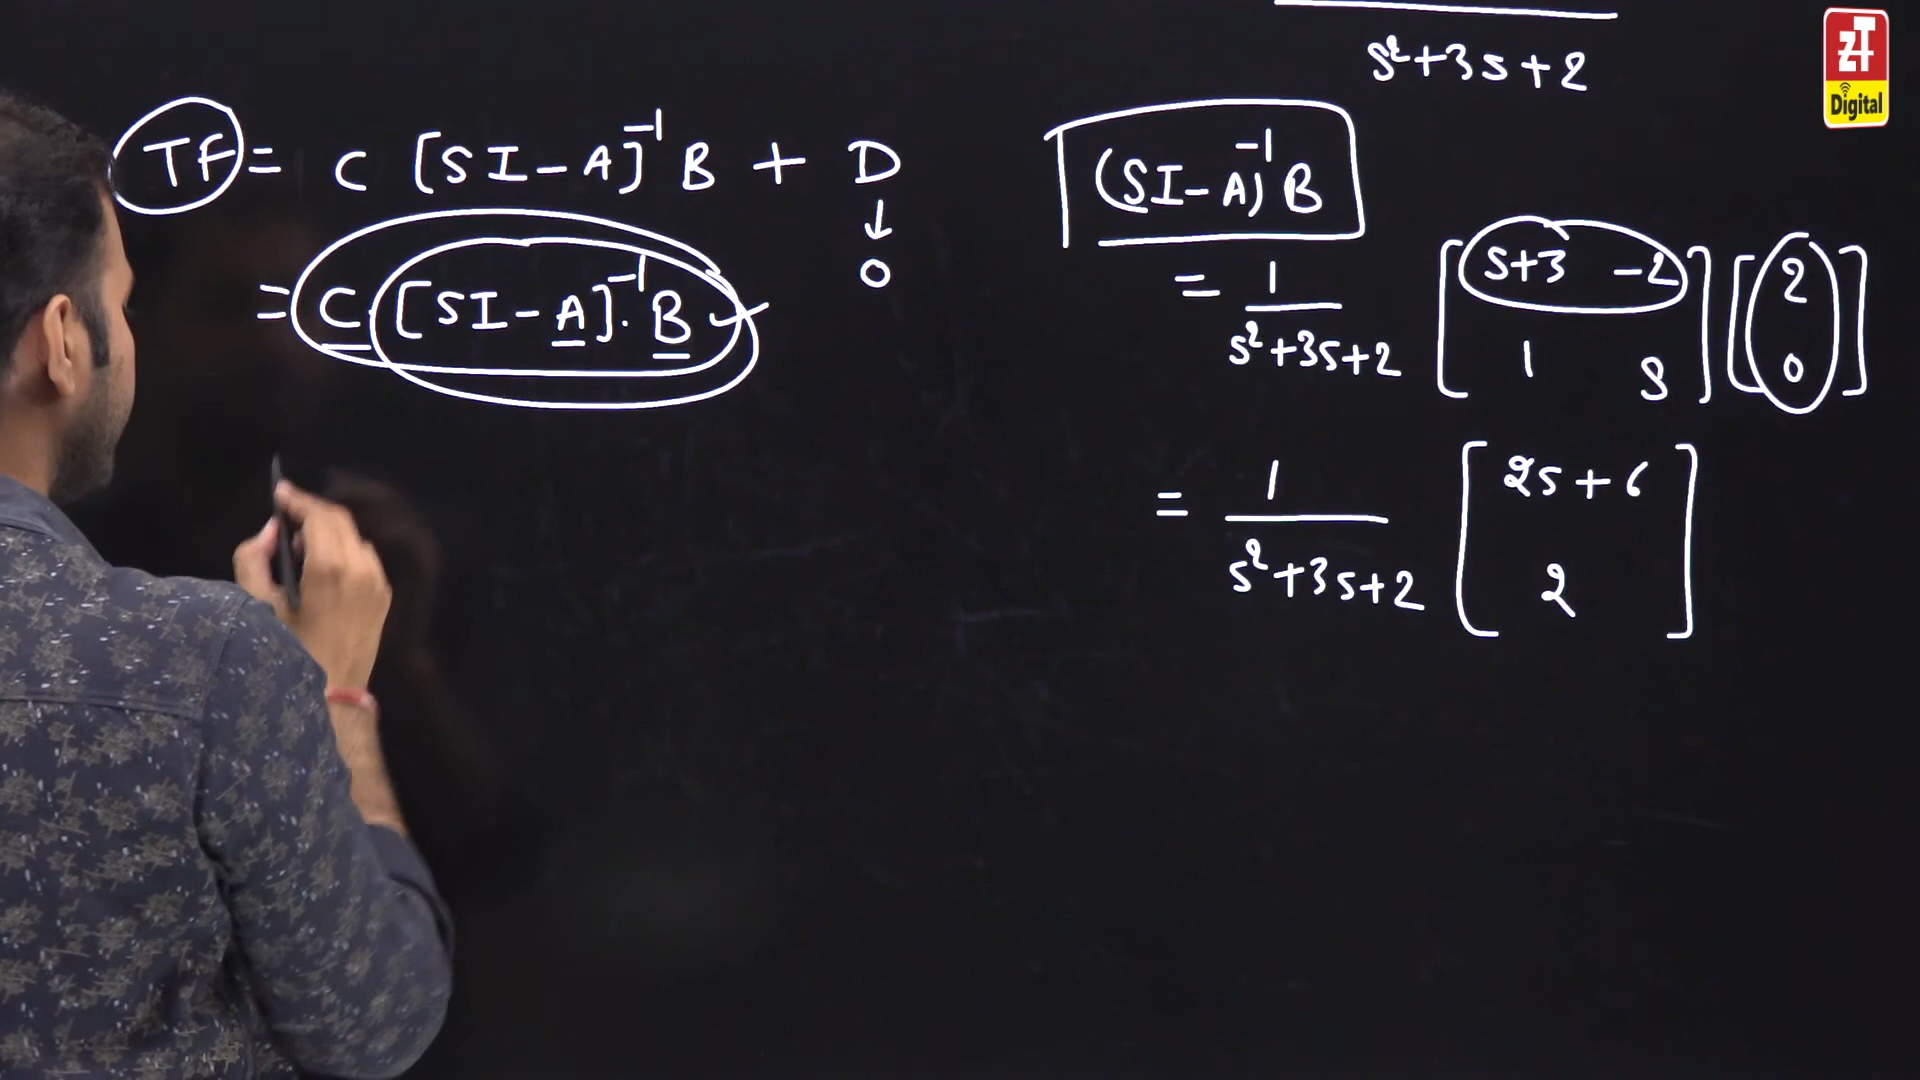 s²+3s+2
ZT
Digital
TF = C [SI-A]⁻¹ B + D
↓
0
= C [SI-A]⁻¹. B ✓
(SI-A)⁻¹ B
= 1/(s²+3s+2) [s+3 -2; 1 s] [2; 0]
= 1/(s²+3s+2) [2s+6; 2]